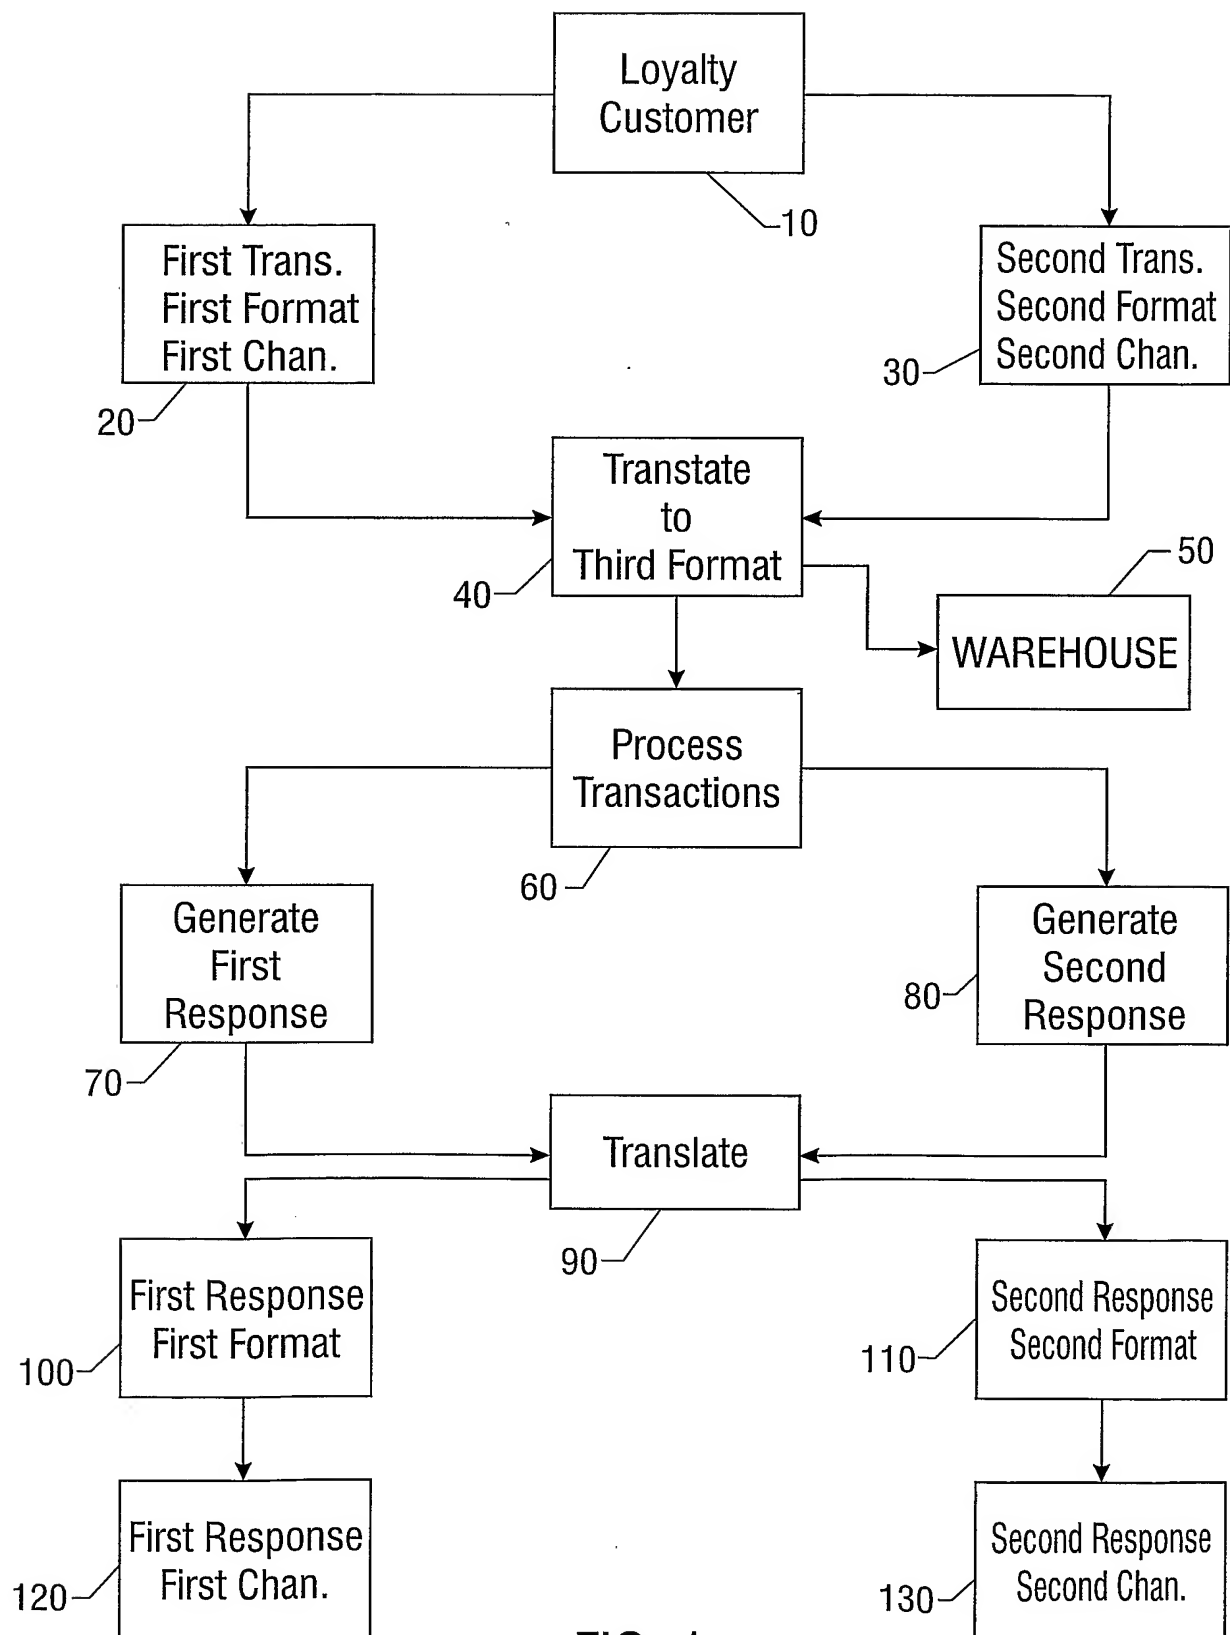 Loyalty
Customer
10
First Trans.
First Format
First Chan.
20
Second Trans.
Second Format
Second Chan.
30
Transtate
to
Third Format
40
50
WAREHOUSE
Process
Transactions
60
Generate
First
Response
70
Generate
Second
Response
80
Translate
90
First Response
First Format
100
Second Response
Second Format
110
First Response
First Chan.
120
Second Response
Second Chan.
130